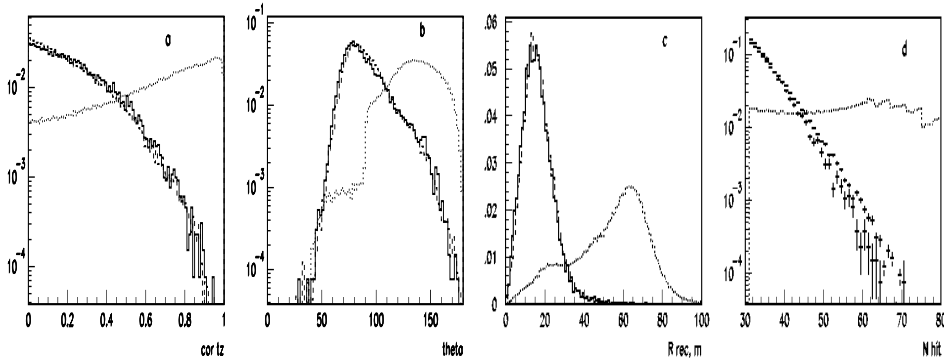 a
10⁻²
10⁻³
10⁻⁴
0 0.2 0.4 0.6 0.8 1
cor tz
b
10⁻¹
10⁻²
10⁻³
10⁻⁴
50 100 150
theta
c
.06
.05
.04
.03
.02
.01
0
0 20 40 60 80 100
R rec, m
d
10⁻¹
10⁻²
10⁻³
10⁻⁴
30 40 50 60 70 80
N hit